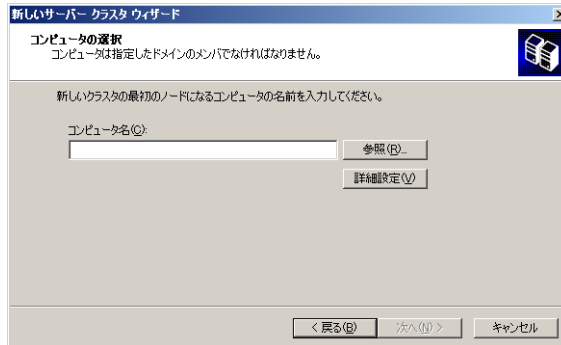 新しいサーバー クラスタ ウィザード
コンピュータの選択
コンピュータは指定したドメインのメンバでなければなりません。
新しいクラスタの最初のノードになるコンピュータの名前を入力してください。
コンピュータ名(C):
参照(R)...
詳細設定(V)
< 戻る(B)
次へ(N) >
キャンセル